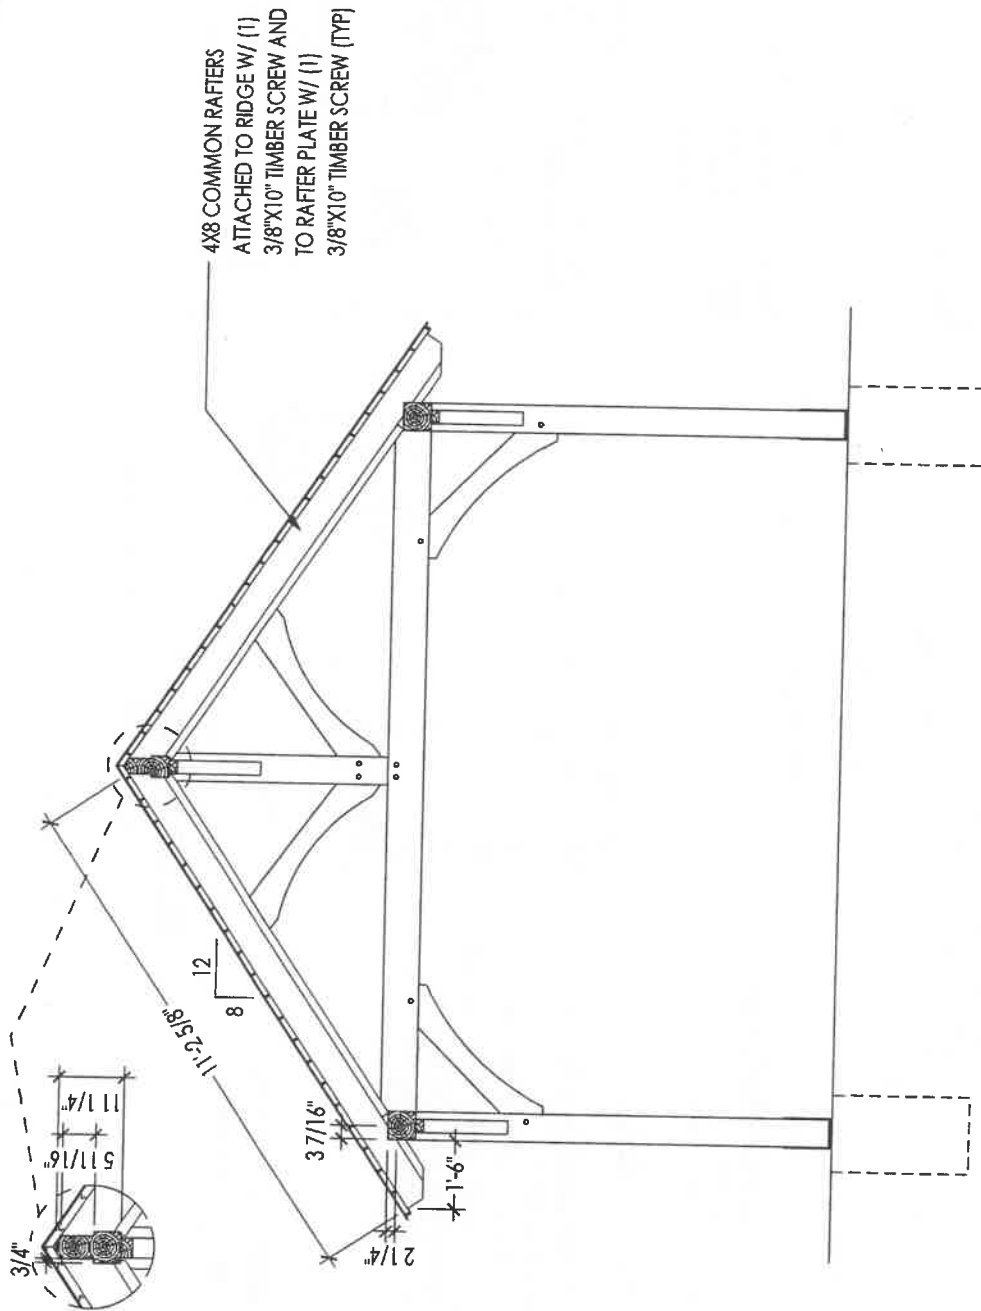 4X8 COMMON RAFTERS
ATTACHED TO RIDGE W/ (1)
3/8"X10" TIMBER SCREW AND
TO RAFTER PLATE W/ (1)
3/8"X10" TIMBER SCREW (TYP)
12
8
11'-2 5/8"
11 1/4"
5 11/16"
3/4"
3 7/16"
1'-6"
2 1/4"